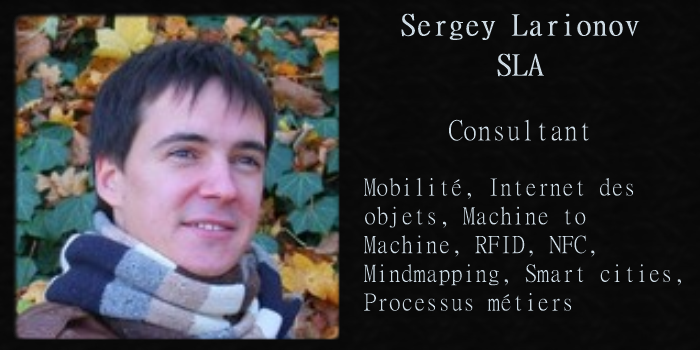 Sergey Larionov
SLA
Consultant
Mobilité, Internet des
objets, Machine to
Machine, RFID, NFC,
Mindmapping, Smart cities,
Processus métiers